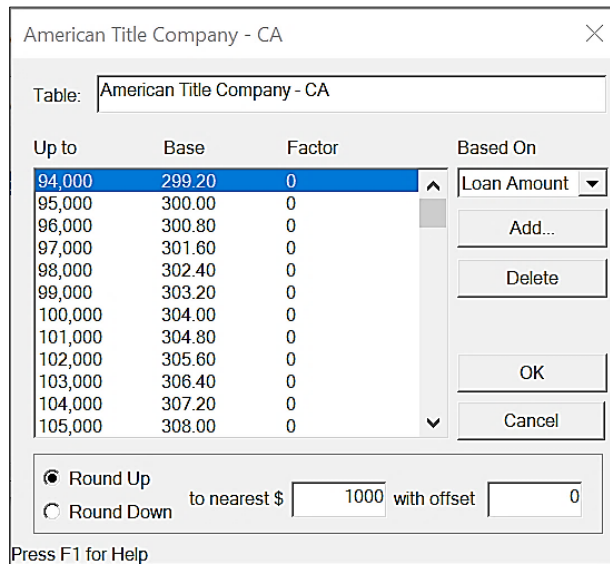 American Title Company - CA
Table: American Title Company - CA
Up to Base Factor Based On
94,000 299.20 0 Loan Amount
95,000 300.00 0
96,000 300.80 0 Add...
97,000 301.60 0
98,000 302.40 0 Delete
99,000 303.20 0
100,000 304.00 0
101,000 304.80 0
102,000 305.60 0 OK
103,000 306.40 0
104,000 307.20 0 Cancel
105,000 308.00 0
Round Up
to nearest $ 1000 with offset 0
Round Down
Press F1 for Help